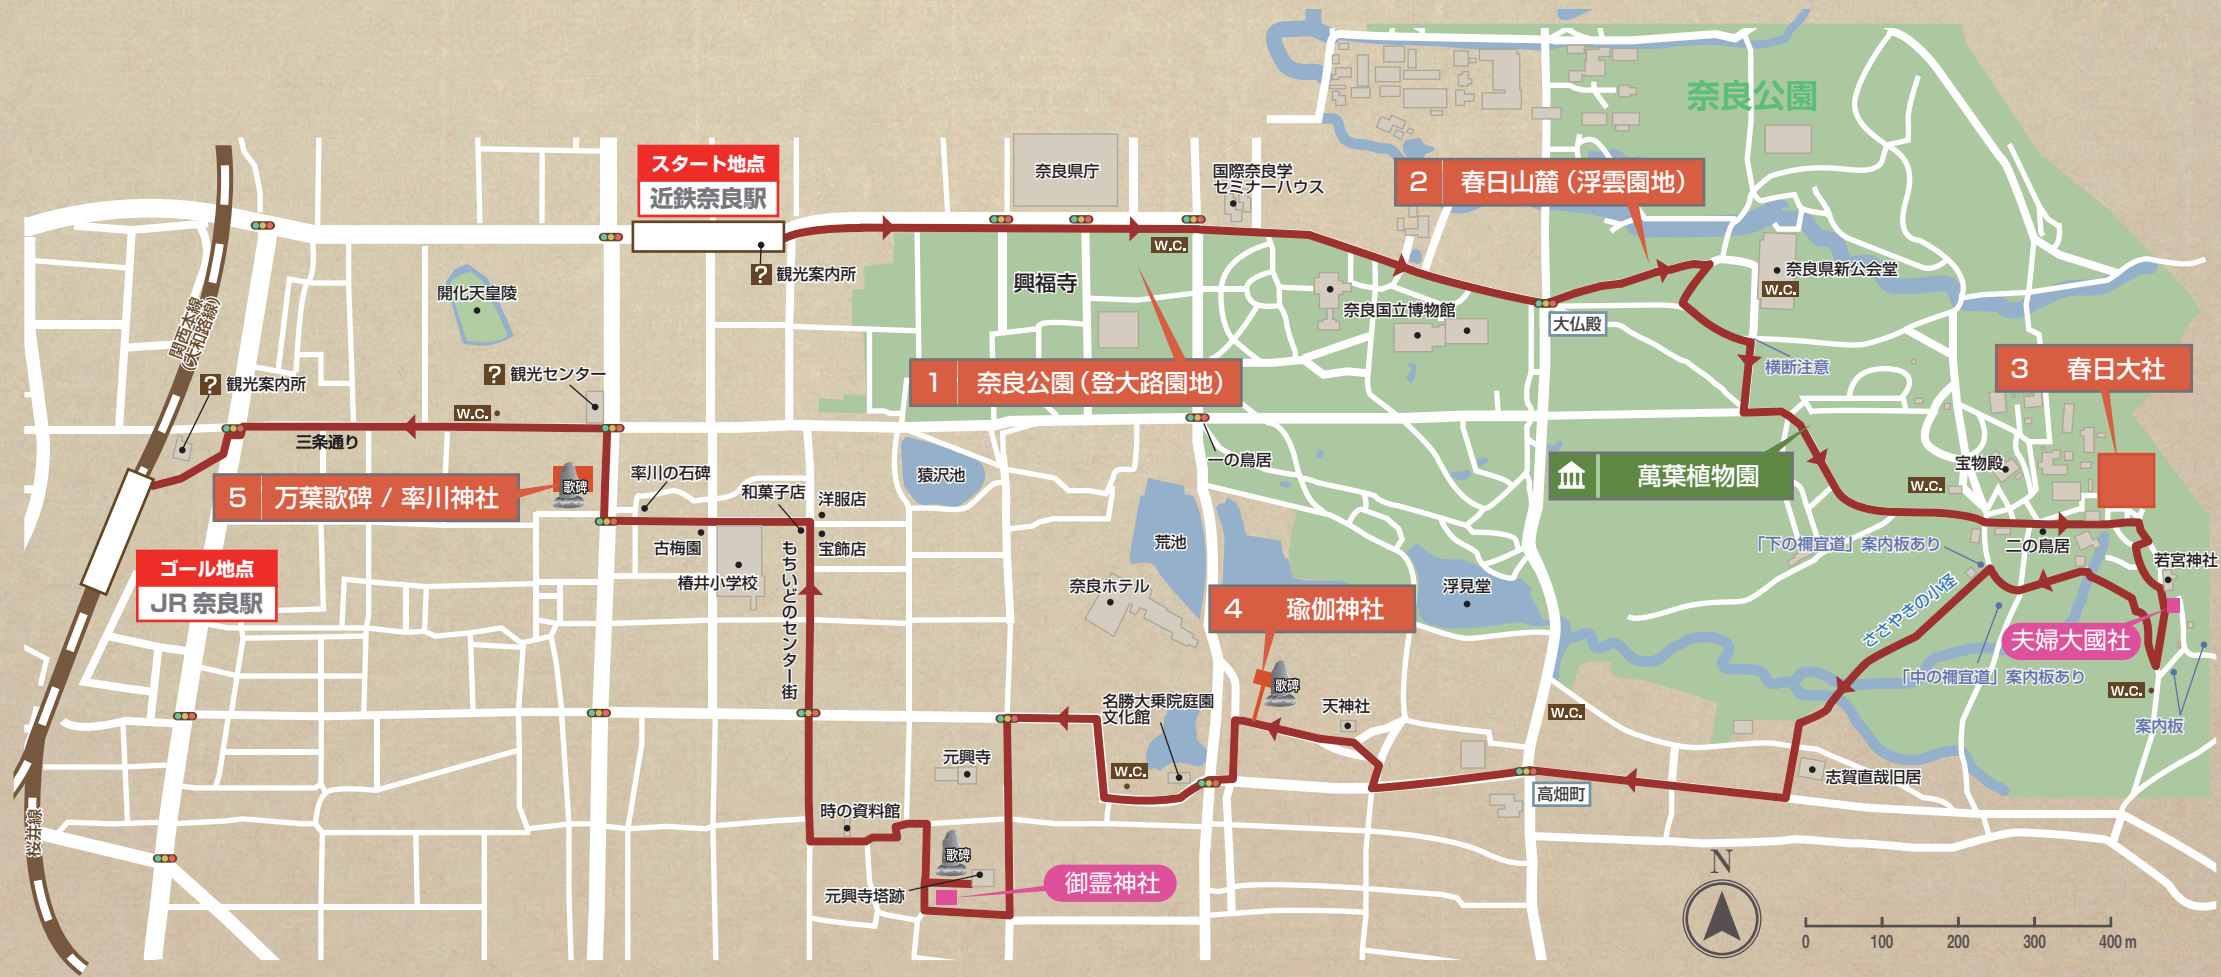 奈良公園
スタート地点
近鉄奈良駅
奈良県庁
国際奈良学
セミナーハウス
2 春日山麓（浮雲園地）
W.C.
? 観光案内所
興福寺
奈良国立博物館
奈良県新公会堂
W.C.
大仏殿
横断注意
開化天皇陵
関西本線
(大和路線)
? 観光案内所
? 観光センター
W.C.
三条通り
1 奈良公園（登大路園地）
3 春日大社
一の鳥居
萬葉植物園
宝物殿
W.C.
猿沢池
5 万葉歌碑 / 率川神社
歌碑
率川の石碑
和菓子店
洋服店
古梅園
宝飾店
椿井小学校
もちいどのセンター街
荒池
奈良ホテル
浮見堂
「下の禰宜道」案内板あり
二の鳥居
若宮神社
ゴール地点
JR 奈良駅
4 瑜伽神社
歌碑
ささやきの小径
夫婦大國社
「中の禰宜道」案内板あり
W.C.
案内板
名勝大乗院庭園
文化館
天神社
W.C.
元興寺
W.C.
高畑町
志賀直哉旧居
時の資料館
桜井線
歌碑
元興寺塔跡
御霊神社
N
0 100 200 300 400 m